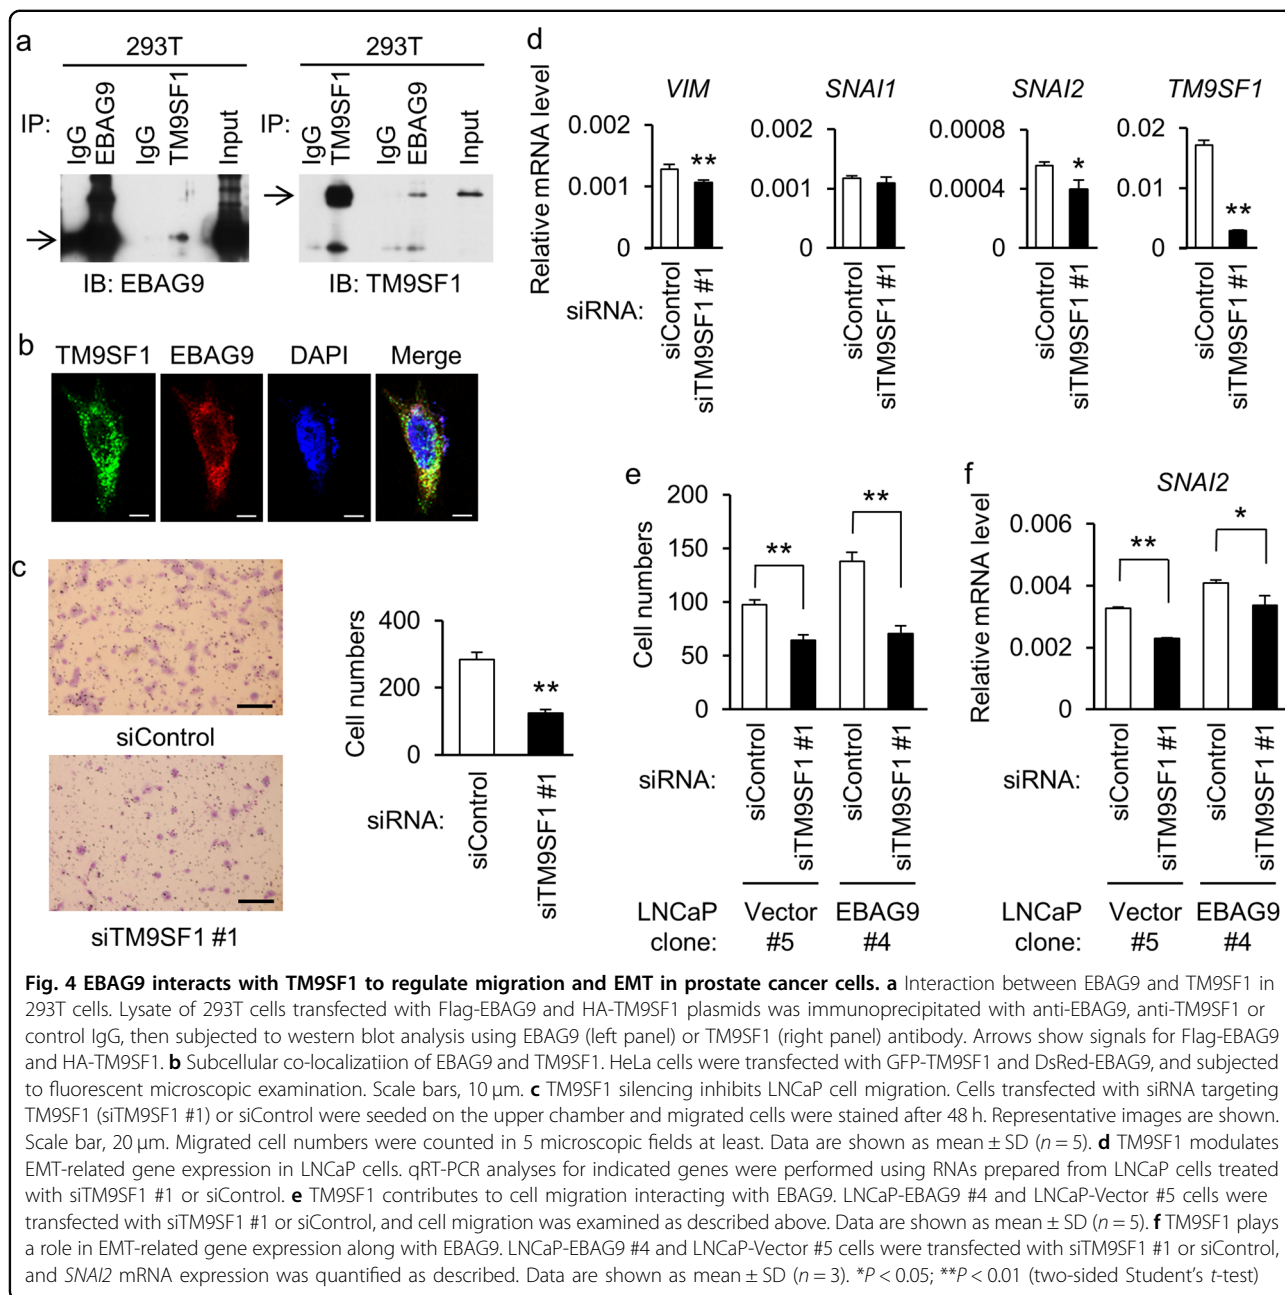 a
293T
293T
IP:
IgG
EBAG9
IgG
TM9SF1
Input
IP:
IgG
TM9SF1
IgG
EBAG9
Input
IB: EBAG9
IB: TM9SF1
b
TM9SF1
EBAG9
DAPI
Merge
c
siControl
siTM9SF1 #1
Cell numbers
400
200
0
**
siRNA:
siControl
siTM9SF1 #1
d
Relative mRNA level
VIM
0.002
0.001
0
**
SNAI1
0.002
0.001
0
SNAI2
0.0008
0.0004
0
*
TM9SF1
0.02
0.01
0
**
siRNA:
siControl
siTM9SF1 #1
siControl
siTM9SF1 #1
siControl
siTM9SF1 #1
siControl
siTM9SF1 #1
e
Cell numbers
200
150
100
50
0
**
**
siRNA:
siControl
siTM9SF1 #1
siControl
siTM9SF1 #1
LNCaP
clone:
Vector
#5
EBAG9
#4
f
SNAI2
Relative mRNA level
0.006
0.004
0.002
0
**
*
siRNA:
siControl
siTM9SF1 #1
siControl
siTM9SF1 #1
LNCaP
clone:
Vector
#5
EBAG9
#4
Fig. 4 EBAG9 interacts with TM9SF1 to regulate migration and EMT in prostate cancer cells. a Interaction between EBAG9 and TM9SF1 in
293T cells. Lysate of 293T cells transfected with Flag-EBAG9 and HA-TM9SF1 plasmids was immunoprecipitated with anti-EBAG9, anti-TM9SF1 or
control IgG, then subjected to western blot analysis using EBAG9 (left panel) or TM9SF1 (right panel) antibody. Arrows show signals for Flag-EBAG9
and HA-TM9SF1. b Subcellular co-localizatiion of EBAG9 and TM9SF1. HeLa cells were transfected with GFP-TM9SF1 and DsRed-EBAG9, and subjected
to fluorescent microscopic examination. Scale bars, 10 μm. c TM9SF1 silencing inhibits LNCaP cell migration. Cells transfected with siRNA targeting
TM9SF1 (siTM9SF1 #1) or siControl were seeded on the upper chamber and migrated cells were stained after 48 h. Representative images are shown.
Scale bar, 20 μm. Migrated cell numbers were counted in 5 microscopic fields at least. Data are shown as mean ± SD (n = 5). d TM9SF1 modulates
EMT-related gene expression in LNCaP cells. qRT-PCR analyses for indicated genes were performed using RNAs prepared from LNCaP cells treated
with siTM9SF1 #1 or siControl. e TM9SF1 contributes to cell migration interacting with EBAG9. LNCaP-EBAG9 #4 and LNCaP-Vector #5 cells were
transfected with siTM9SF1 #1 or siControl, and cell migration was examined as described above. Data are shown as mean ± SD (n = 5). f TM9SF1 plays
a role in EMT-related gene expression along with EBAG9. LNCaP-EBAG9 #4 and LNCaP-Vector #5 cells were transfected with siTM9SF1 #1 or siControl,
and SNAI2 mRNA expression was quantified as described. Data are shown as mean ± SD (n = 3). *P < 0.05; **P < 0.01 (two-sided Student's t-test)